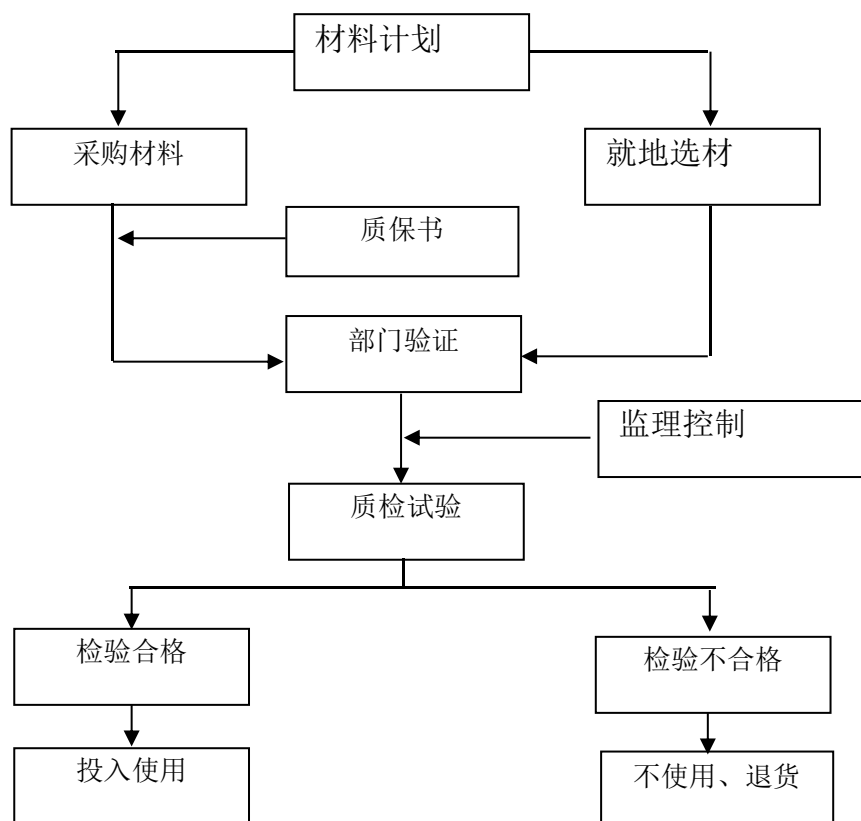 材料计划
采购材料
就地选材
质保书
部门验证
监理控制
质检试验
检验合格
检验不合格
投入使用
不使用、退货